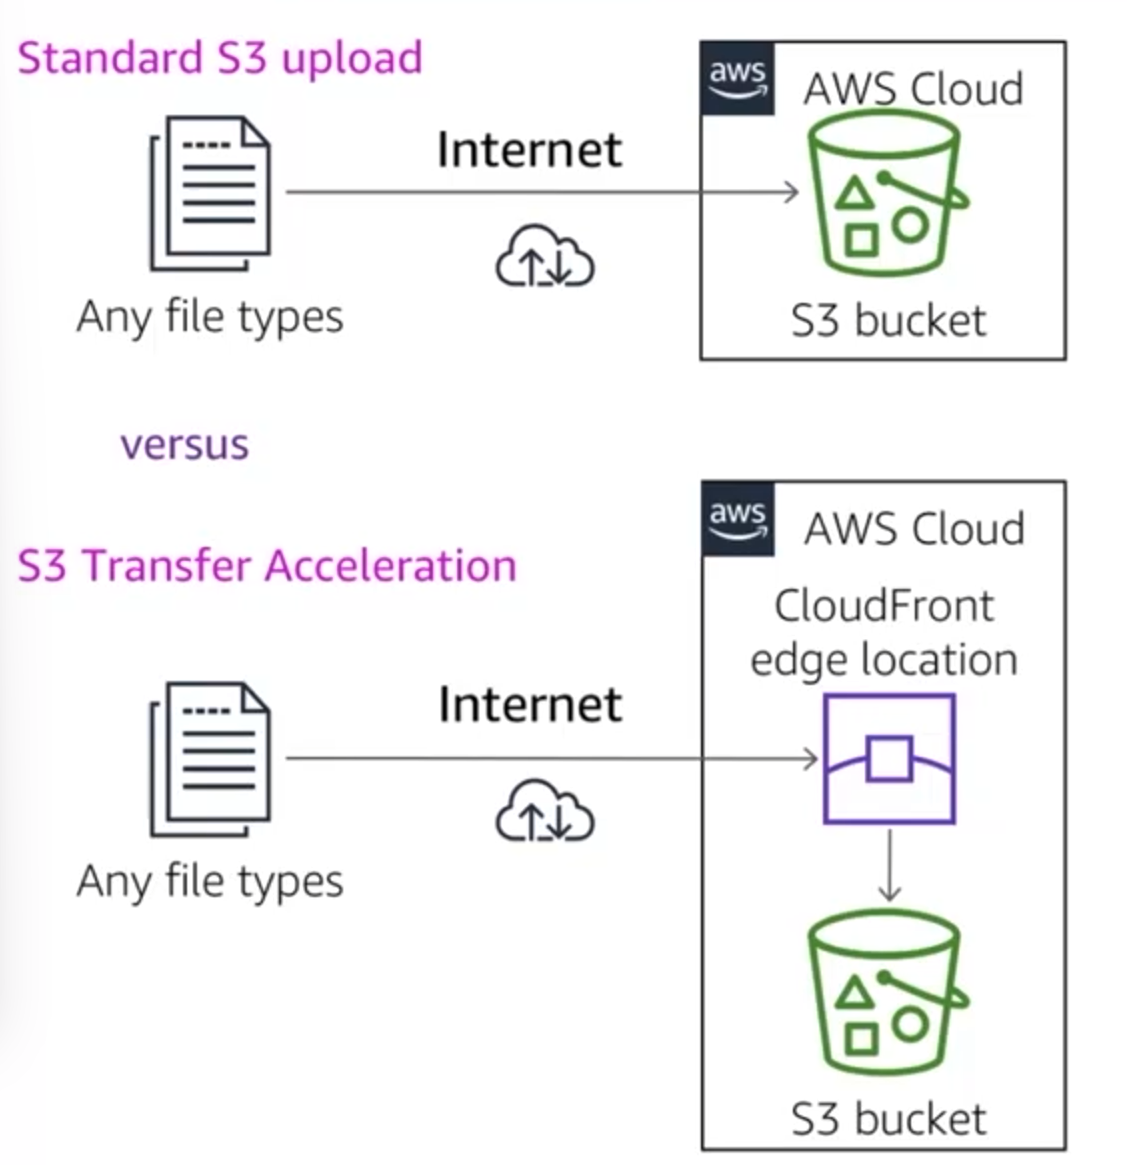 Standard S3 upload
aws
AWS Cloud
Internet
Any file types
S3 bucket
versus
aws
AWS Cloud
S3 Transfer Acceleration
CloudFront
edge location
Internet
Any file types
S3 bucket